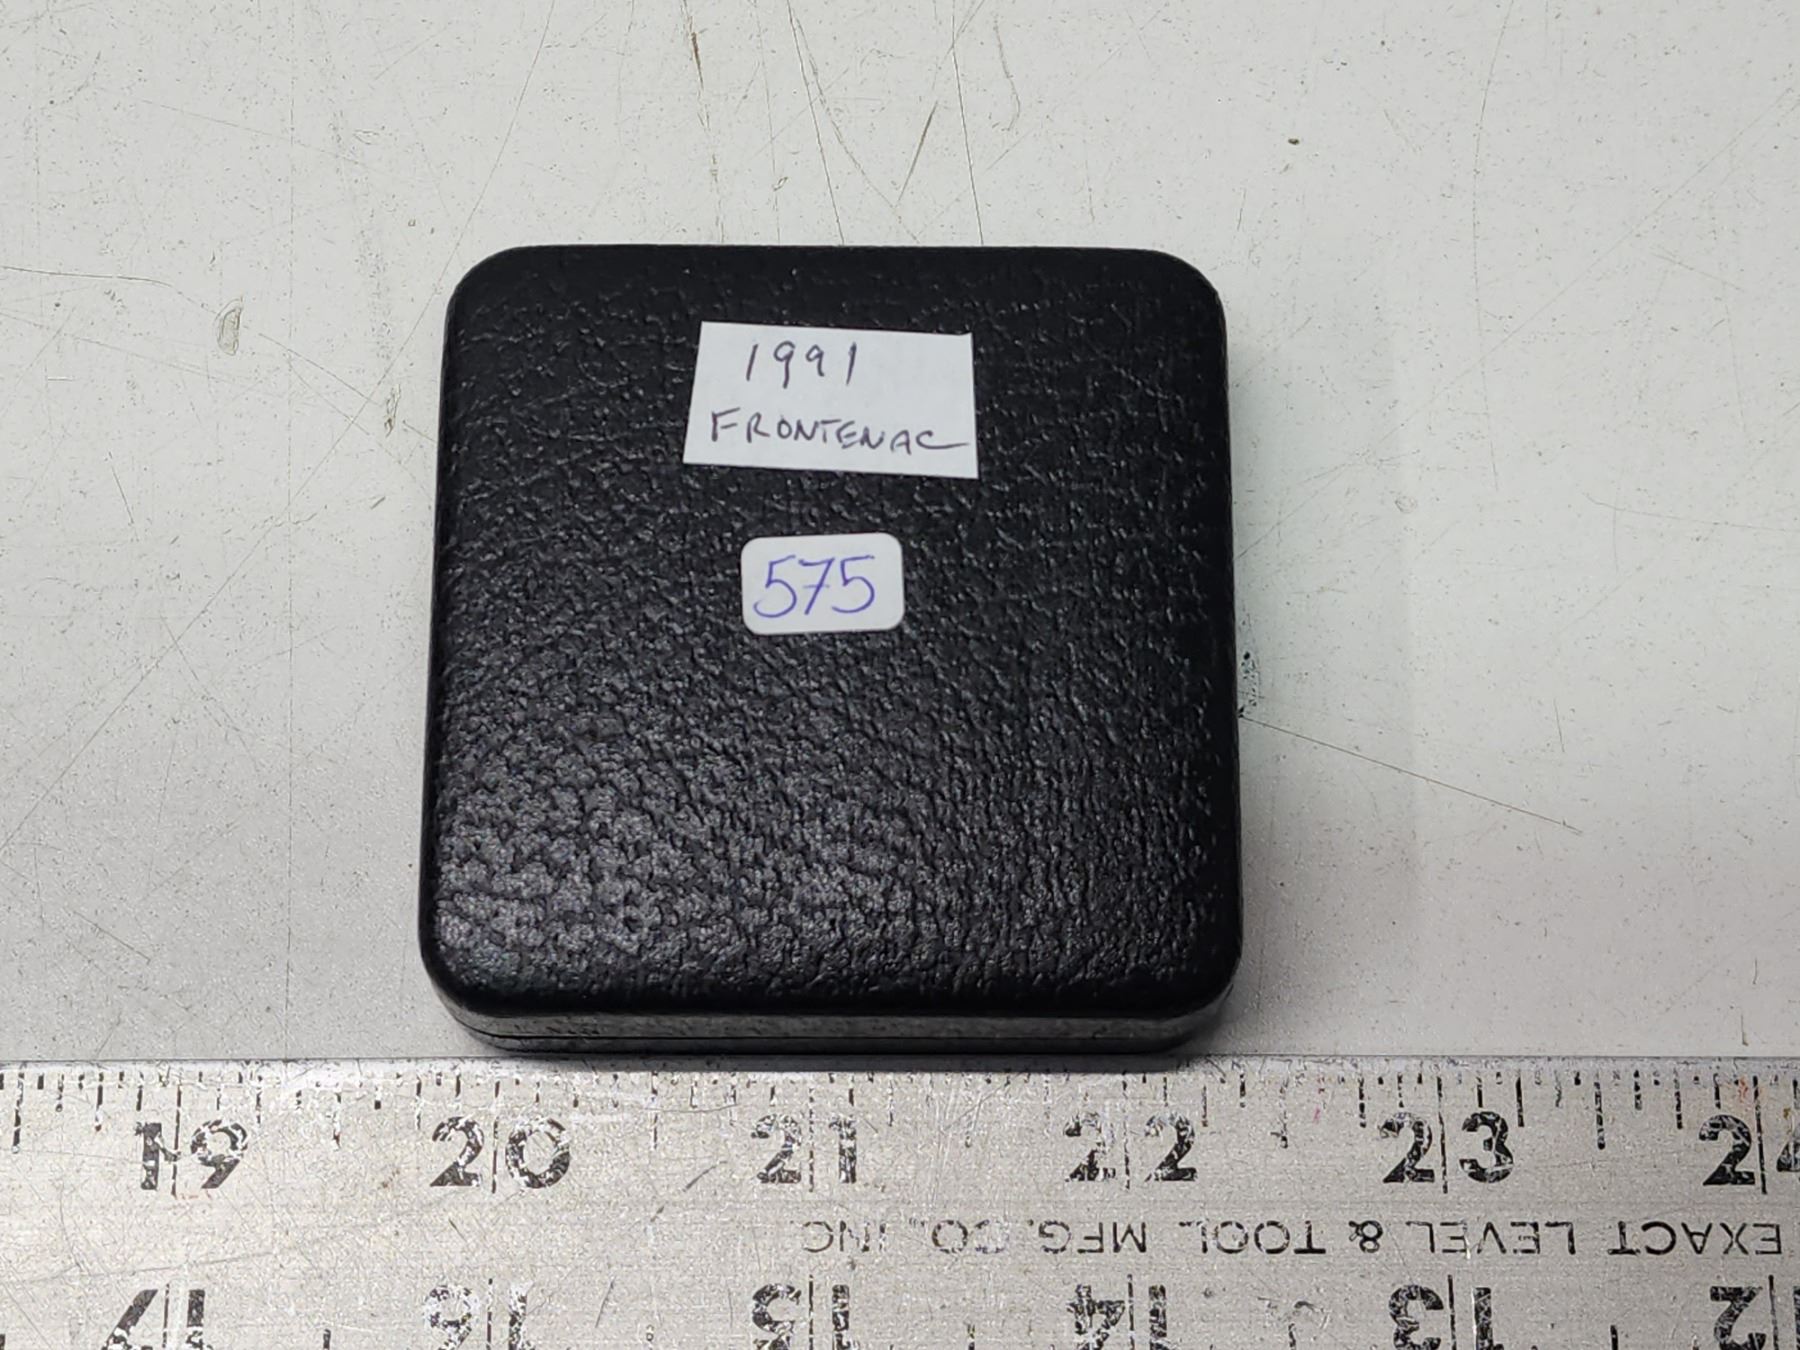 1991
FRONTENAC
575
19 20 21 22 23 24
EXACT LEVEL & TOOL MFG. CO., INC.
17 16 15 14 13 12